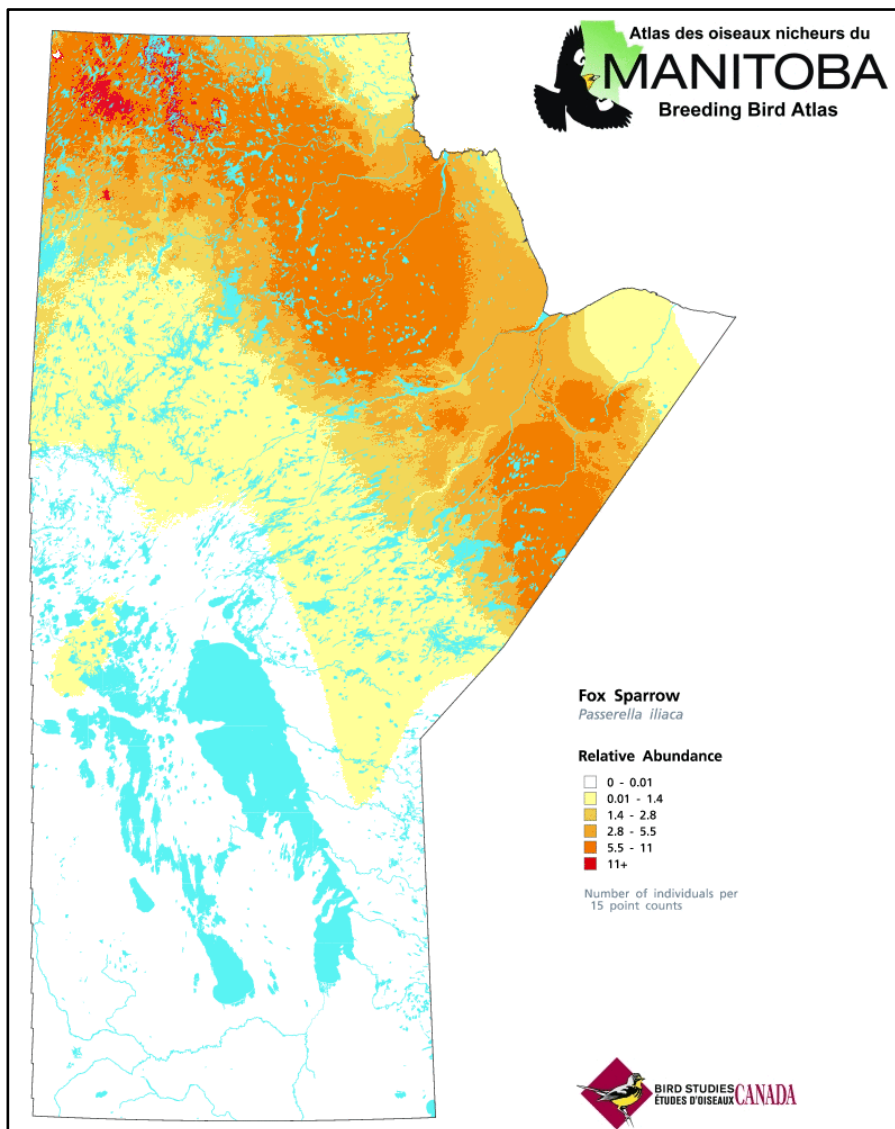 Atlas des oiseaux nicheurs du
MANITOBA
Breeding Bird Atlas
Fox Sparrow
Passerella iliaca
Relative Abundance
0 - 0.01
0.01 - 1.4
1.4 - 2.8
2.8 - 5.5
5.5 - 11
11+
Number of individuals per
15 point counts
BIRD STUDIES
ÉTUDES D'OISEAUX CANADA